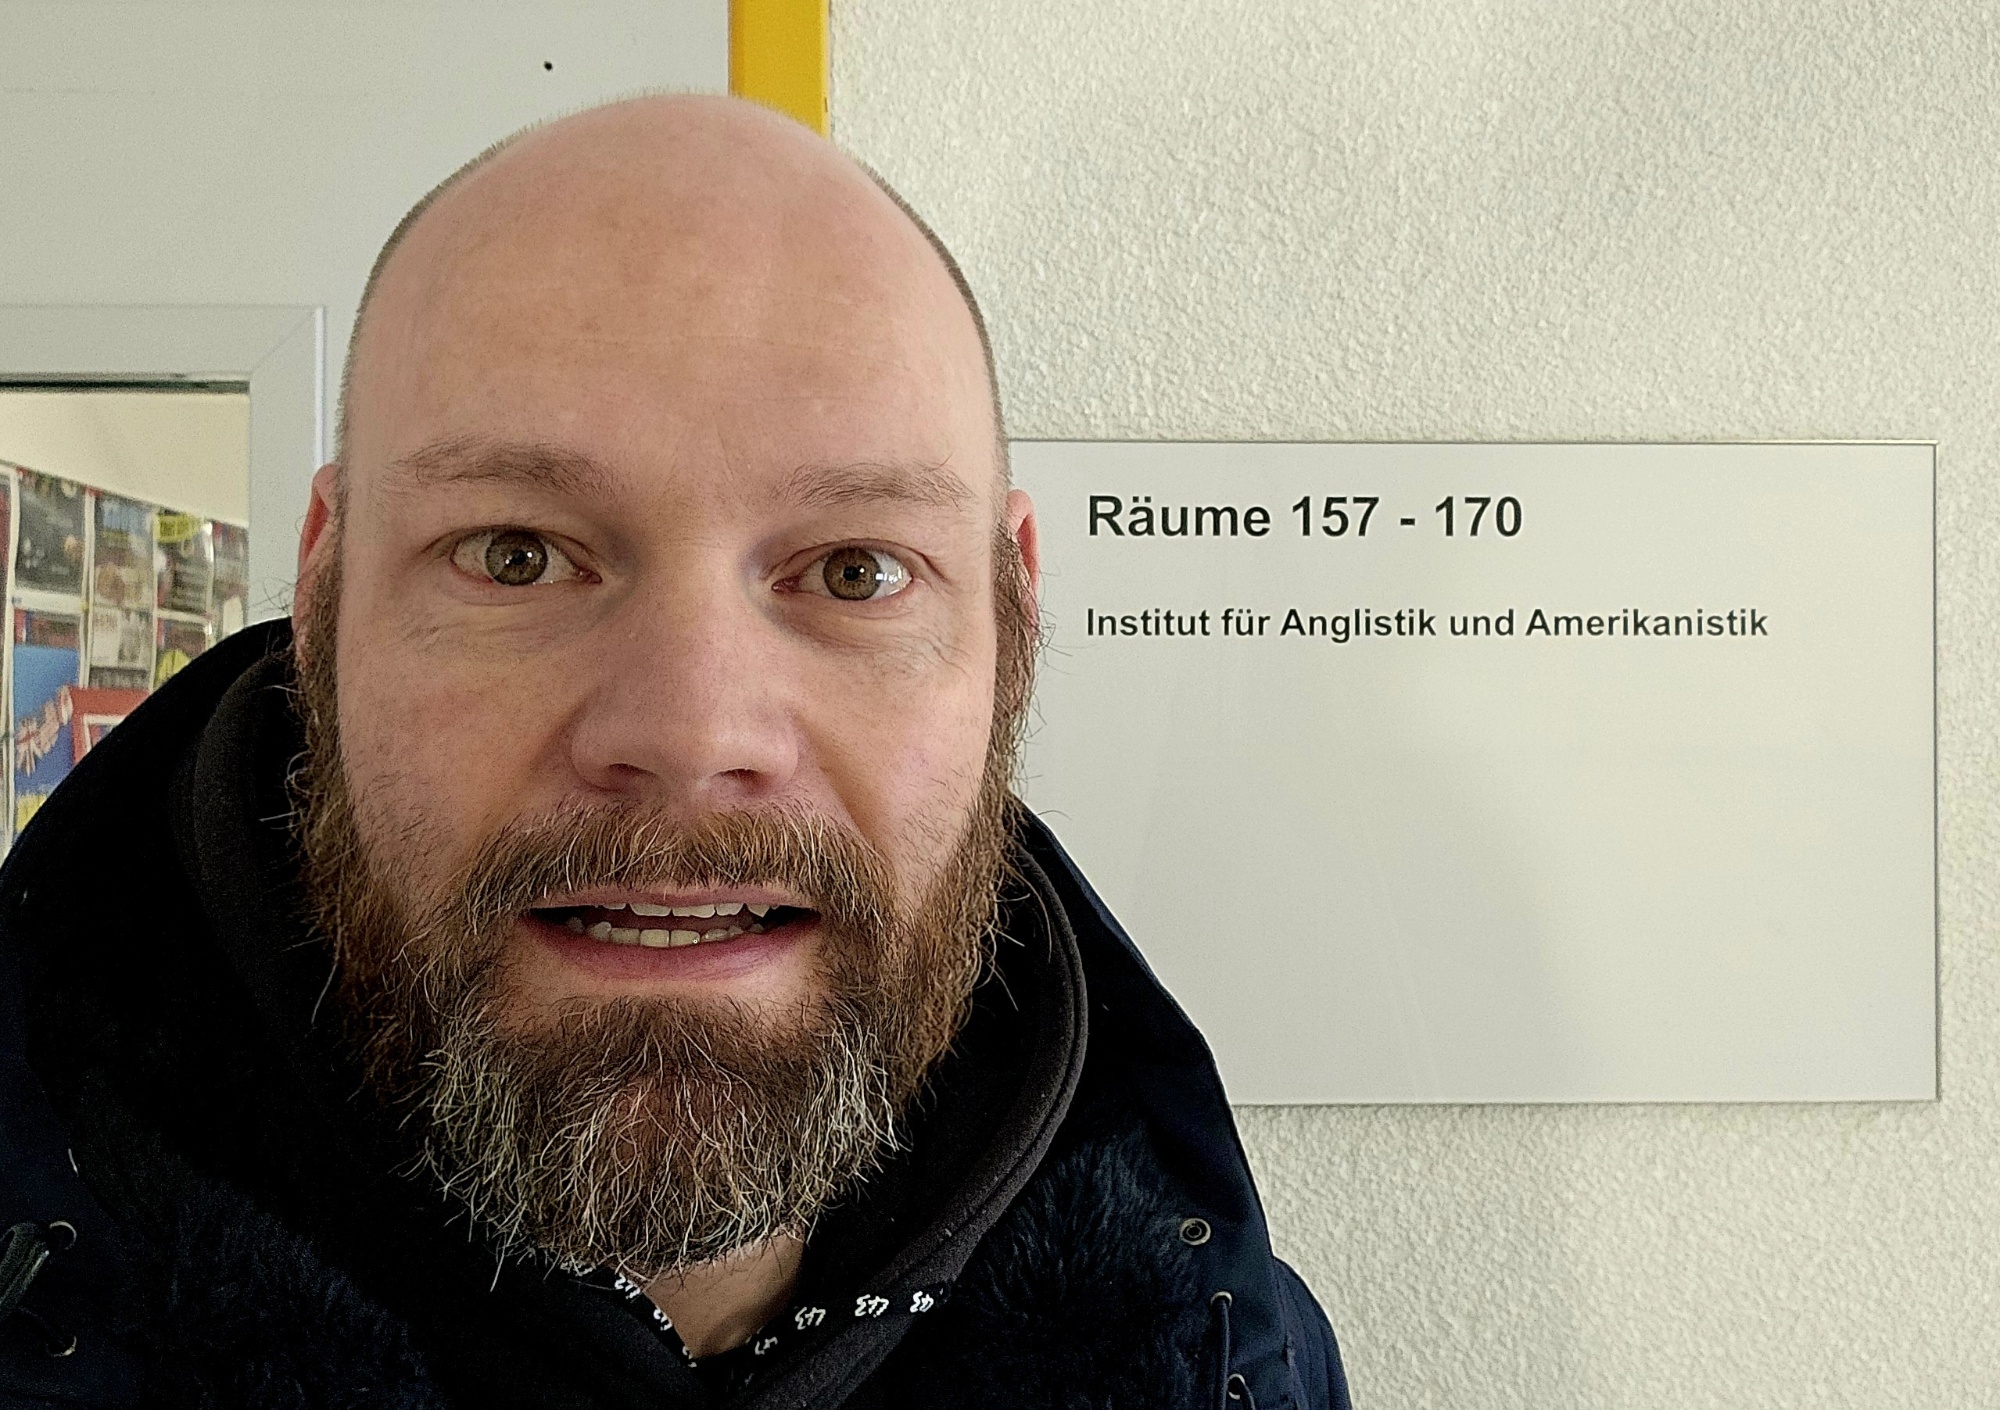 Räume 157 - 170
Institut für Anglistik und Amerikanistik